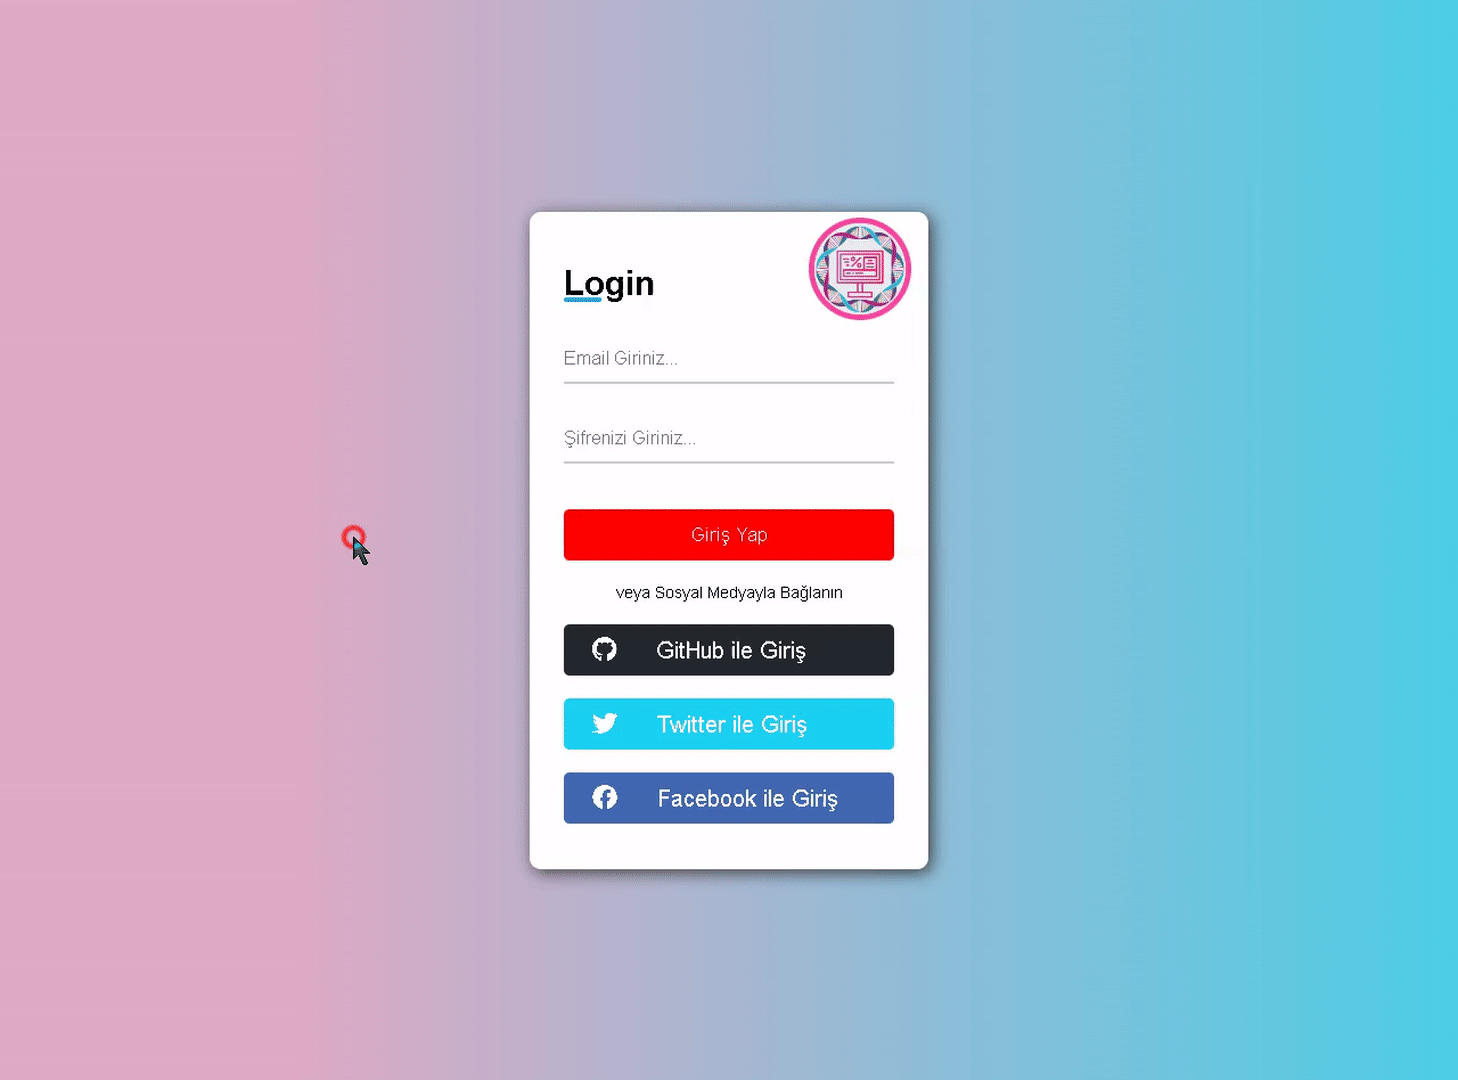 Login
Email Giriniz...
Şifrenizi Giriniz...
Giriş Yap
veya Sosyal Medyayla Bağlanın
GitHub ile Giriş
Twitter ile Giriş
Facebook ile Giriş